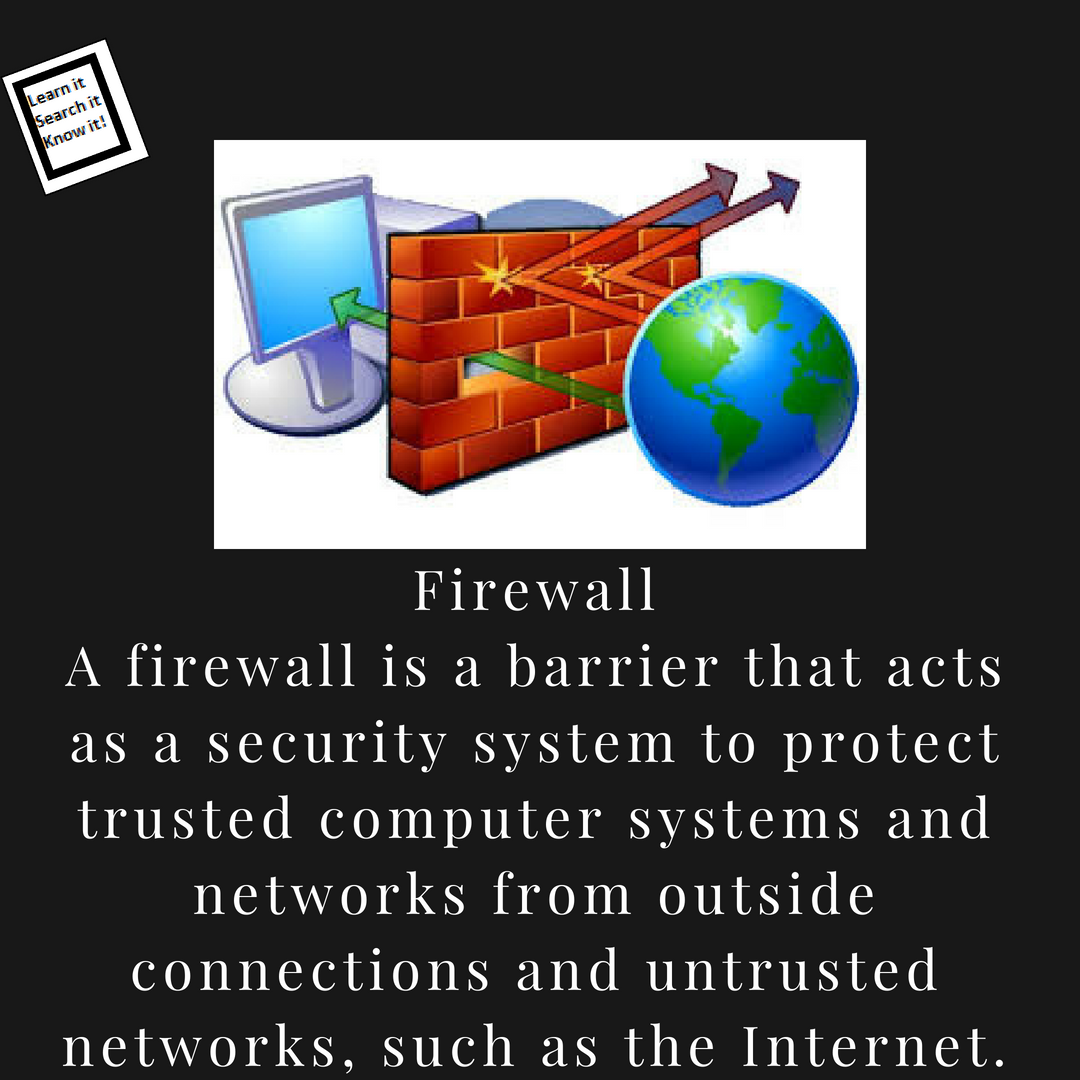 Learn it
Search it
Know it!
Firewall
A firewall is a barrier that acts
as a security system to protect
trusted computer systems and
networks from outside
connections and untrusted
networks, such as the Internet.